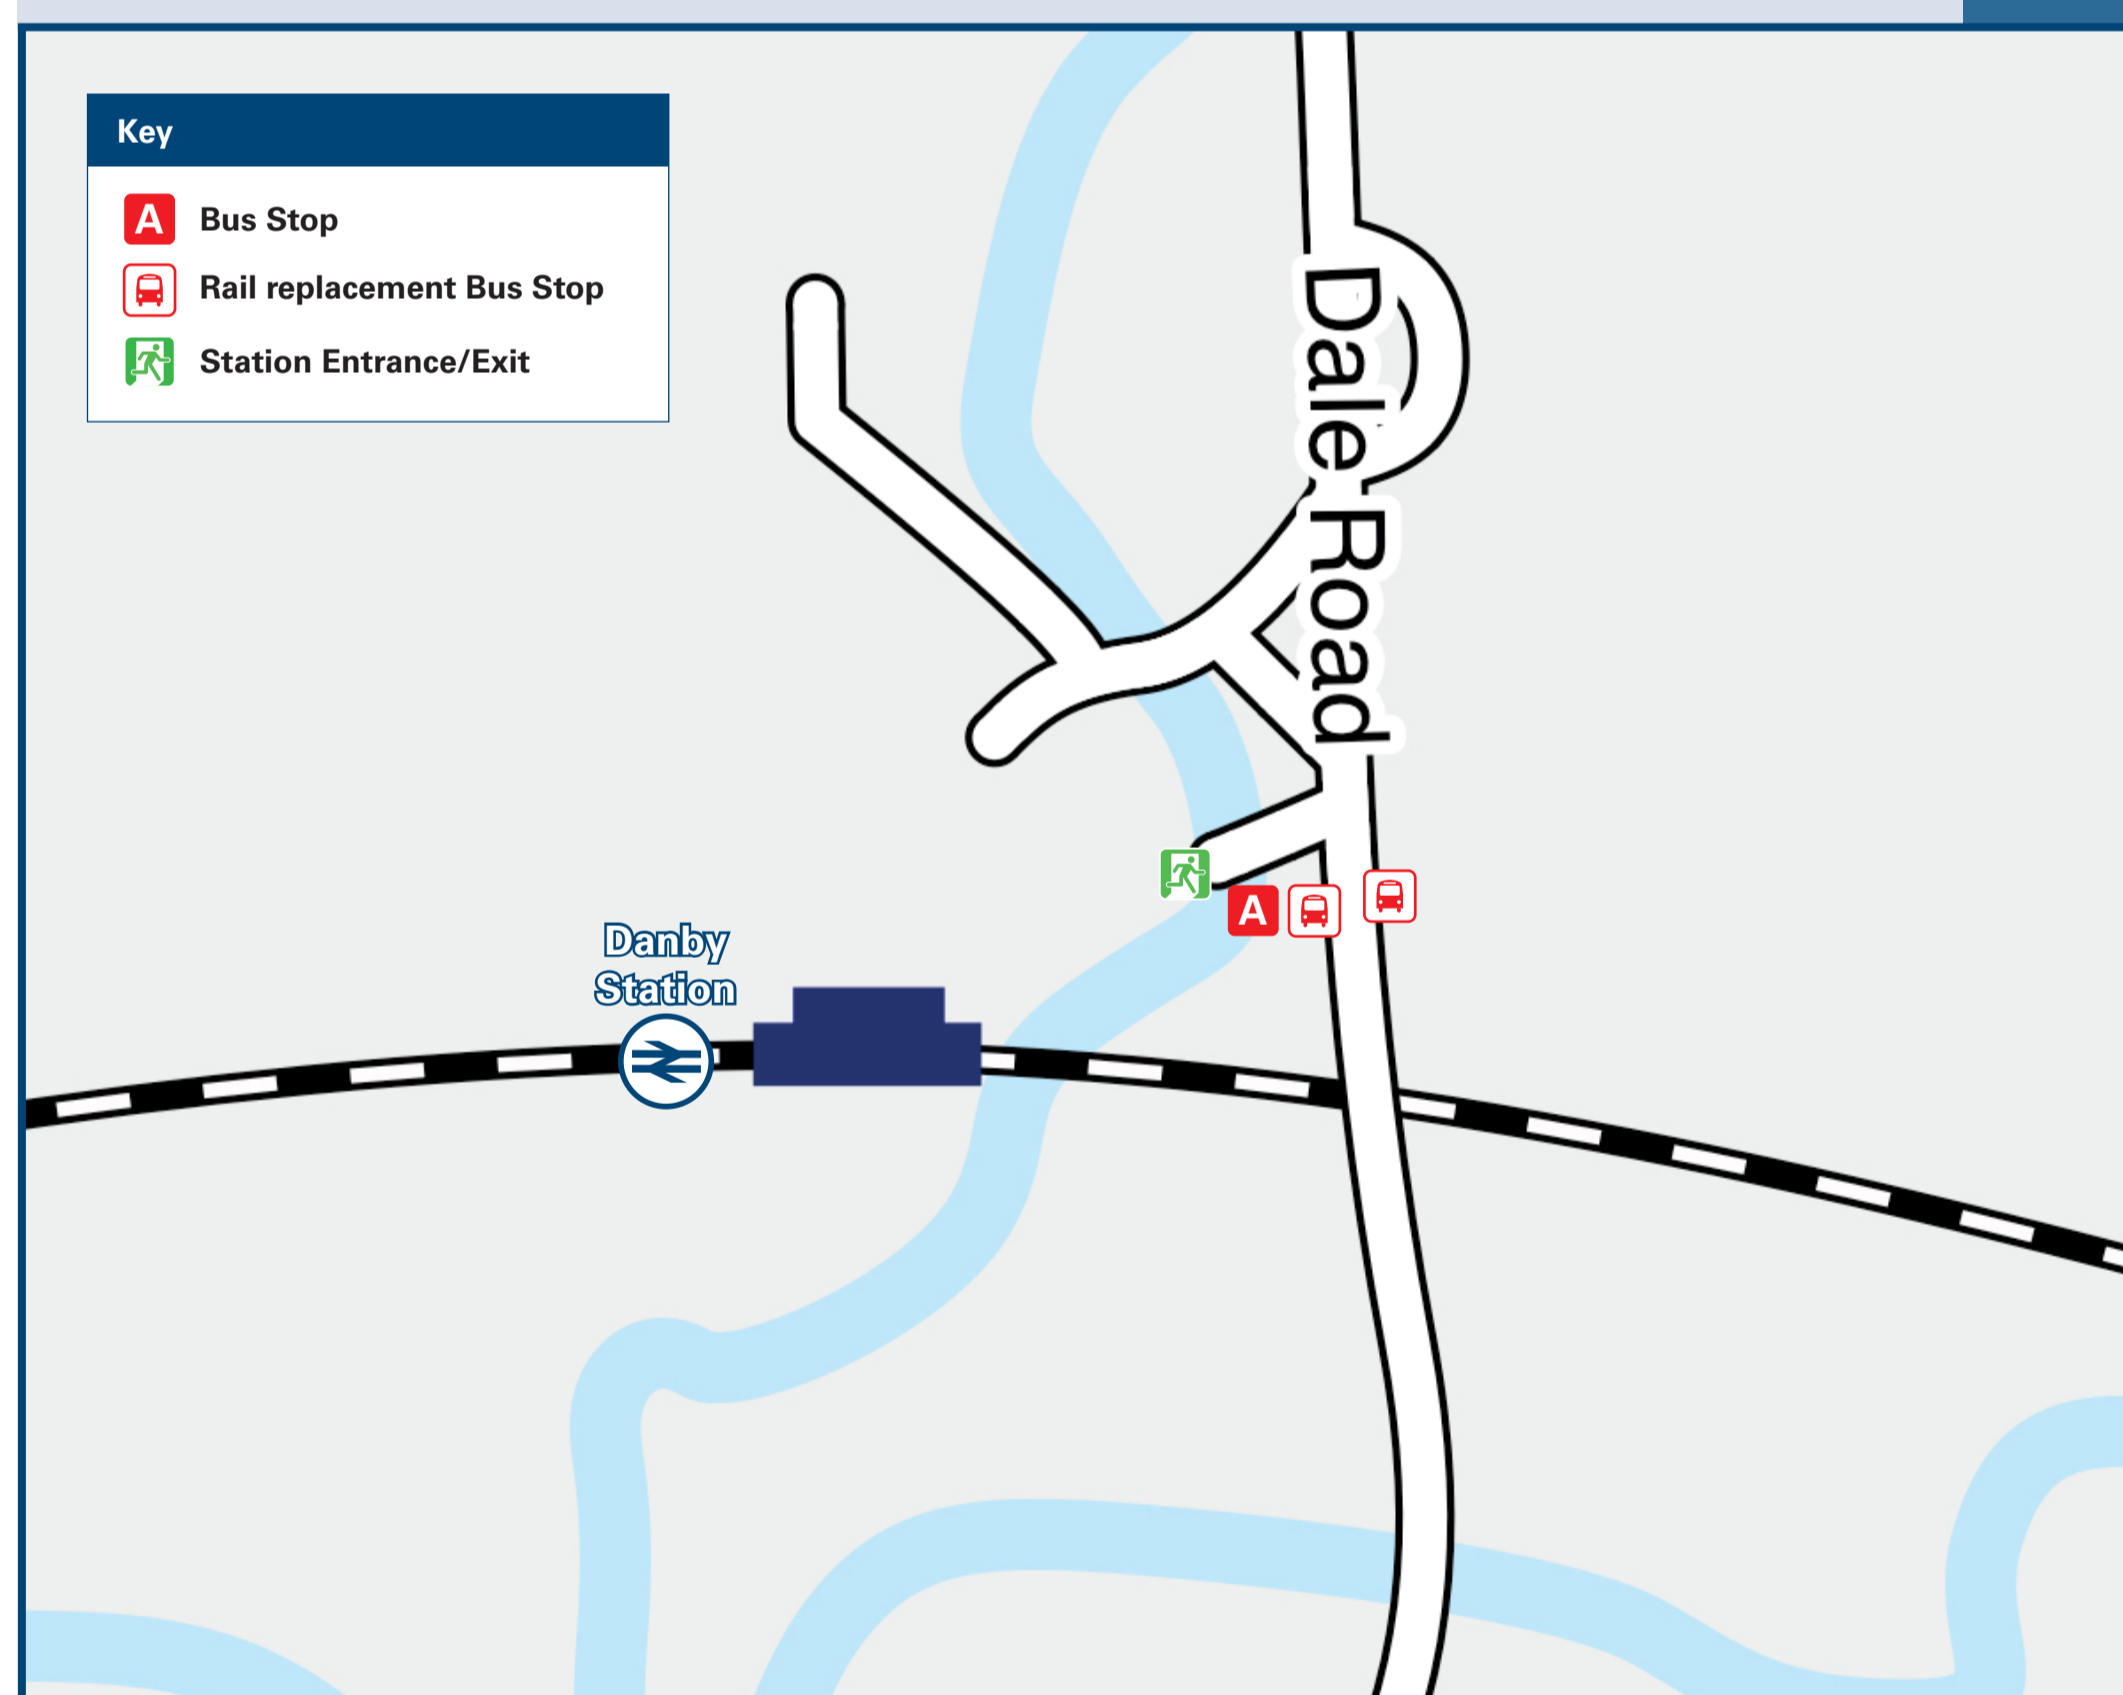 Key
A Bus Stop
Rail replacement Bus Stop
Station Entrance/Exit
Dale Road
A
Danby
Station